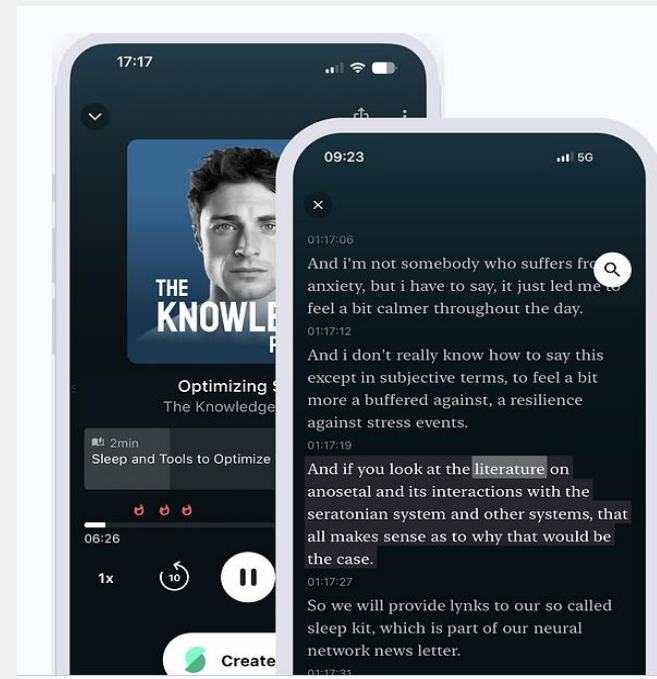 17:17
THE
KNOWLE
P
Optimizing S
The Knowledge
2min
Sleep and Tools to Optimize
06:26
1x
10
Create
09:23
5G
01:17:06
And i'm not somebody who suffers fro
anxiety, but i have to say, it just led me to
feel a bit calmer throughout the day.
01:17:12
And i don't really know how to say this
except in subjective terms, to feel a bit
more a buffered against, a resilience
against stress events.
01:17:19
And if you look at the literature on
anosetal and its interactions with the
seratonian system and other systems, that
all makes sense as to why that would be
the case.
01:17:27
So we will provide lynks to our so called
sleep kit, which is part of our neural
network news letter.
01:17:31